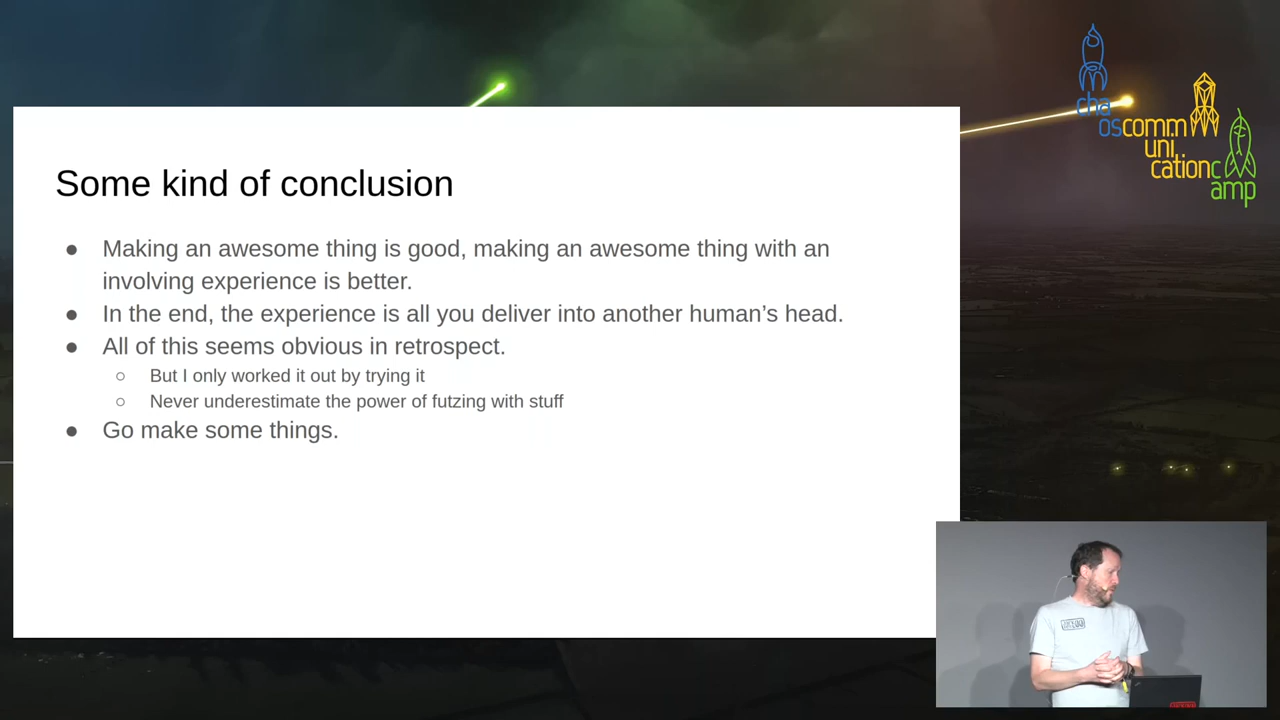 Some kind of conclusion
● Making an awesome thing is good, making an awesome thing with an
involving experience is better.
● In the end, the experience is all you deliver into another human’s head.
● All of this seems obvious in retrospect.
○ But I only worked it out by trying it
○ Never underestimate the power of futzing with stuff
● Go make some things.
cha
oscomm
uni
cationc
amp